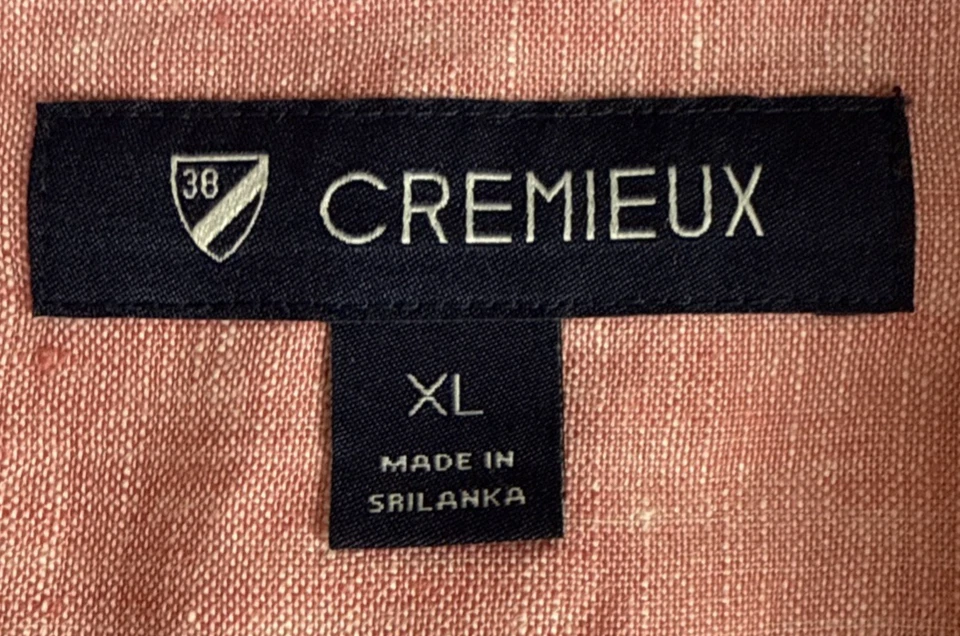 38 CREMIEUX
XL
MADE IN
SRILANKA